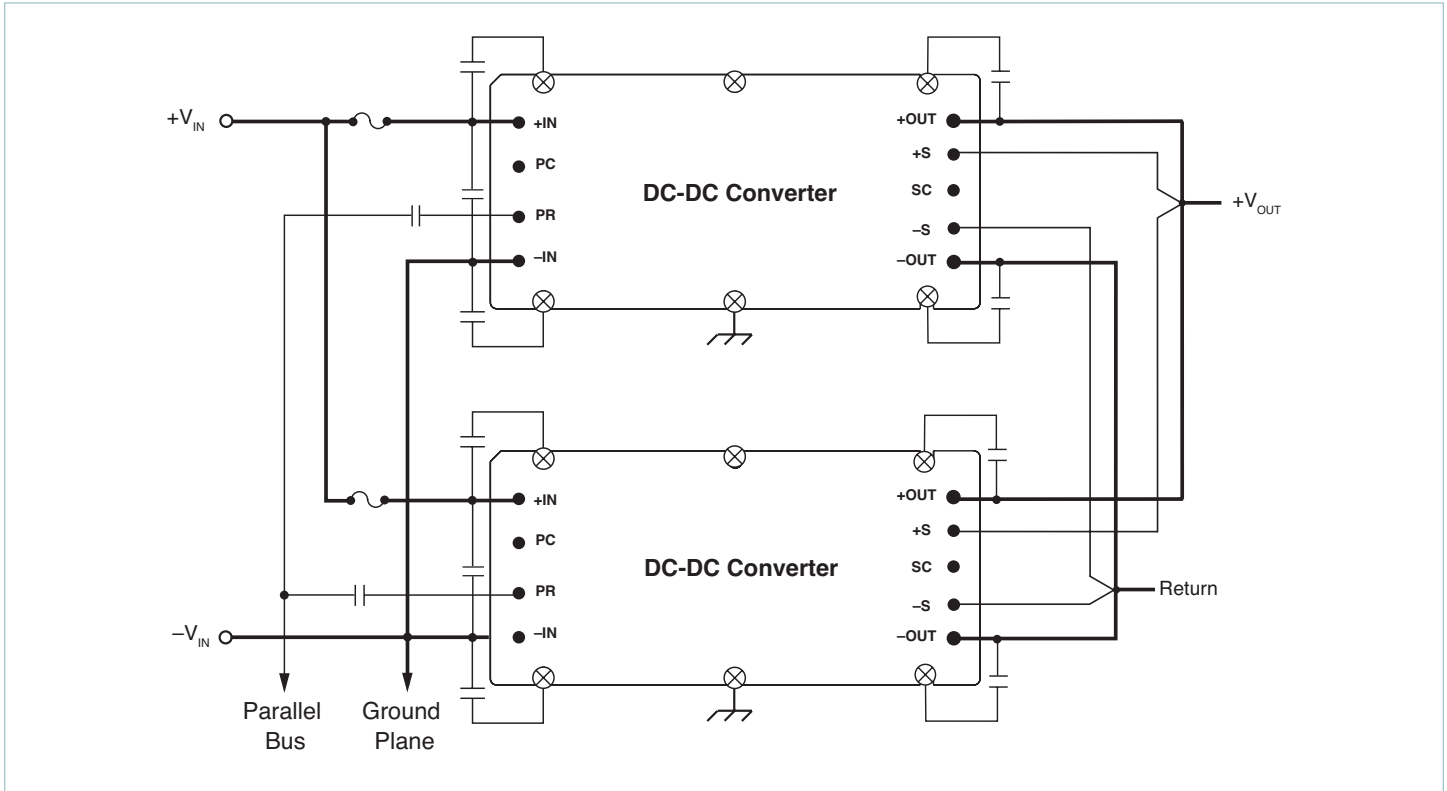 +VIN
+IN
PC
PR
–IN
DC-DC Converter
+OUT
+S
SC
–S
–OUT
+VOUT
+IN
PC
PR
–IN
DC-DC Converter
+OUT
+S
SC
–S
–OUT
Return
–VIN
Parallel
Bus
Ground
Plane